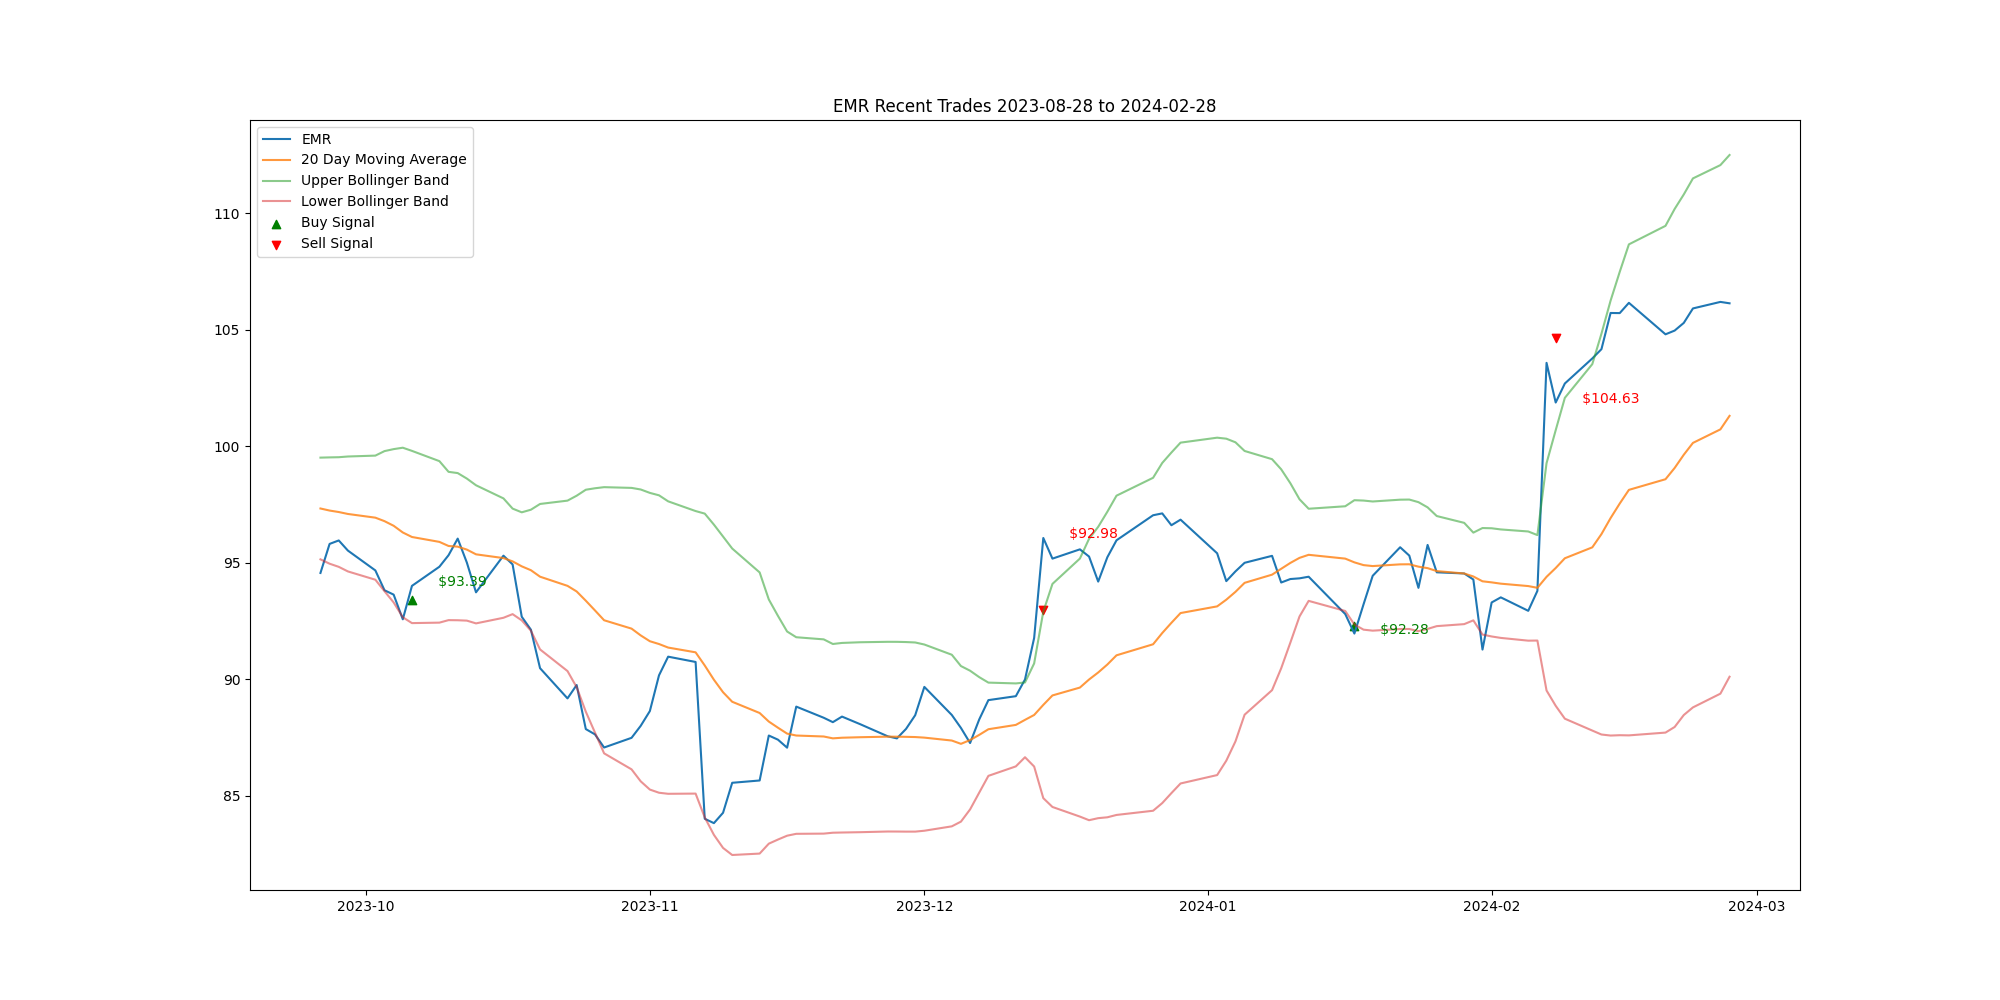 EMR Recent Trades 2023-08-28 to 2024-02-28
EMR
20 Day Moving Average
Upper Bollinger Band
Lower Bollinger Band
Buy Signal
Sell Signal
110
105
100
95
90
85
$104.63
$92.98
$93.39
$92.28
2023-10
2023-11
2023-12
2024-01
2024-02
2024-03